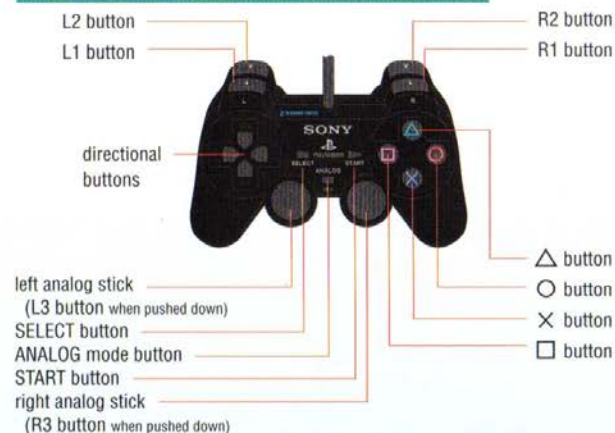 L2 button
L1 button
directional
buttons
left analog stick
(L3 button when pushed down)
SELECT button
ANALOG mode button
START button
right analog stick
(R3 button when pushed down)
SONY
SELECT
START
ANALOG
R2 button
R1 button
△ button
○ button
✕ button
□ button